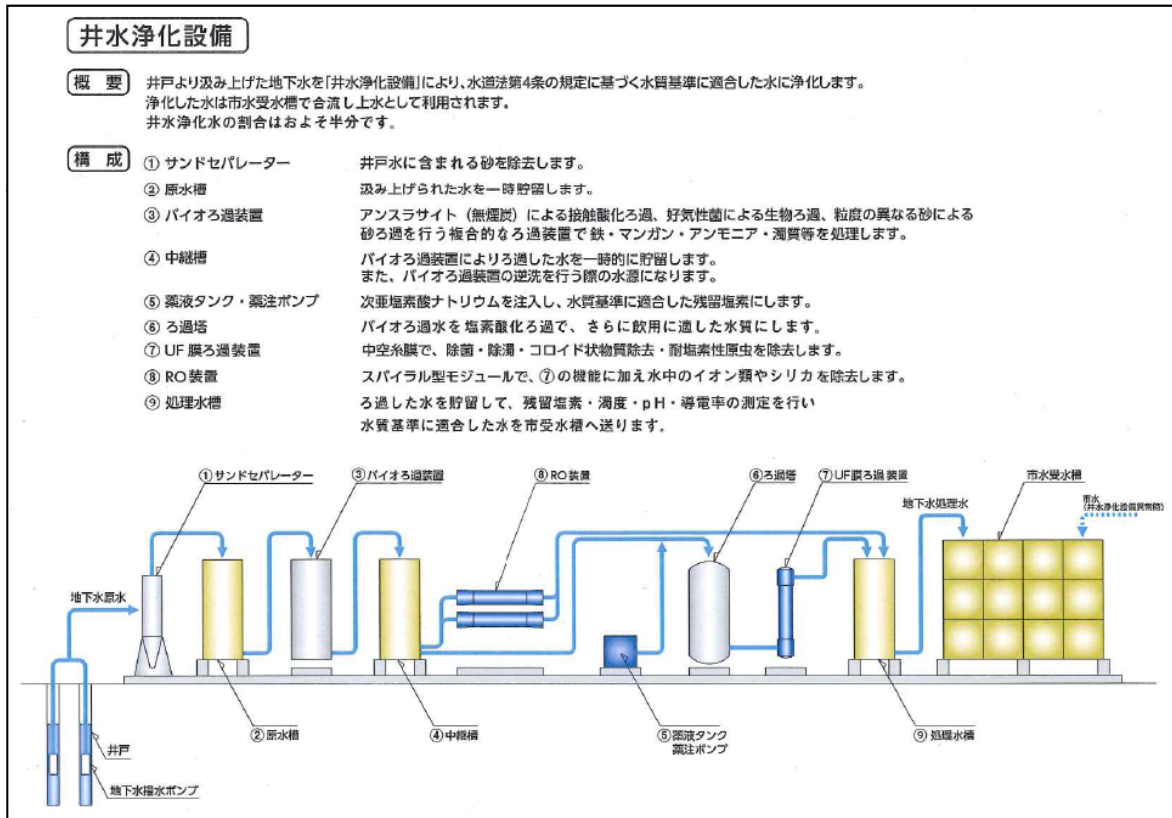 井水浄化設備
概 要
井戸より汲み上げた地下水を「井水浄化設備」により、水道法第4条の規定に基づく水質基準に適合した水に浄化します。
浄化した水は市水受水槽で合流し上水として利用されます。
井水浄化水の割合はおよそ半分です。
構 成
① サンドセパレーター 井戸水に含まれる砂を除去します。
② 原水槽 汲み上げられた水を一時貯留します。
③ バイオろ過装置 アンスラサイト（無煙炭）による接触酸化ろ過、好気性菌による生物ろ過、粒度の異なる砂による
砂ろ過を行う複合的なろ過装置で鉄・マンガン・アンモニア・濁質等を処理します。
④ 中継槽 バイオろ過装置によりろ過した水を一時的に貯留します。
また、バイオろ過装置の逆洗を行う際の水源になります。
⑤ 薬液タンク・薬注ポンプ 次亜塩素酸ナトリウムを注入し、水質基準に適合した残留塩素にします。
⑥ ろ過塔 バイオろ過水を塩素酸化ろ過で、さらに飲用に適した水質にします。
⑦ UF膜ろ過装置 中空糸膜で、除菌・除濁・コロイド状物質除去・耐塩素性原虫を除去します。
⑧ RO装置 スパイラル型モジュールで、⑦の機能に加え水中のイオン類やシリカを除去します。
⑨ 処理水槽 ろ過した水を貯留して、残留塩素・濁度・pH・導電率の測定を行い
水質基準に適合した水を市受水槽へ送ります。
①サンドセパレーター
③バイオろ過装置
⑧RO装置
⑥ろ過塔
⑦UF膜ろ過装置
市水受水槽
地下水処理水
市水
（井水浄化設備異常時）
地下水原水
②原水槽
④中継槽
⑤薬液タンク
薬注ポンプ
⑨処理水槽
井戸
地下水揚水ポンプ